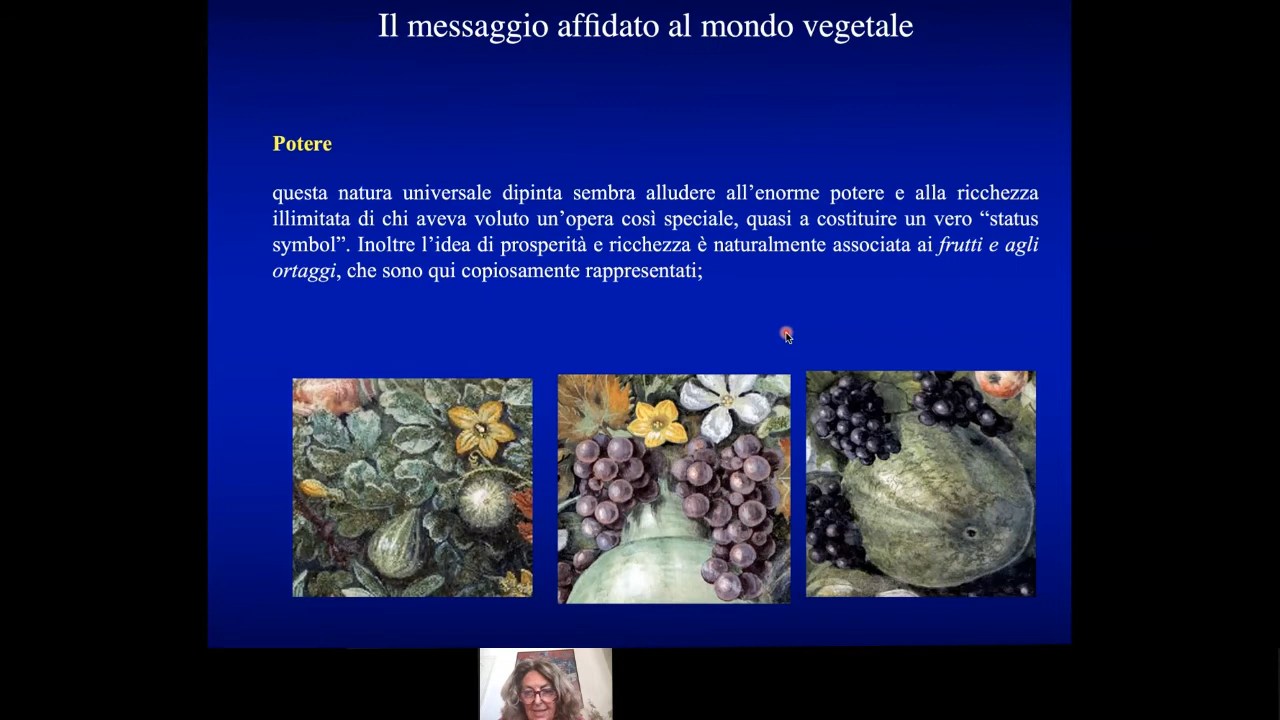 Il messaggio affidato al mondo vegetale
Potere
questa natura universale dipinta sembra alludere all’enorme potere e alla ricchezza
illimitata di chi aveva voluto un’opera così speciale, quasi a costituire un vero “status
symbol”. Inoltre l’idea di prosperità e ricchezza è naturalmente associata ai frutti e agli
ortaggi, che sono qui copiosamente rappresentati;